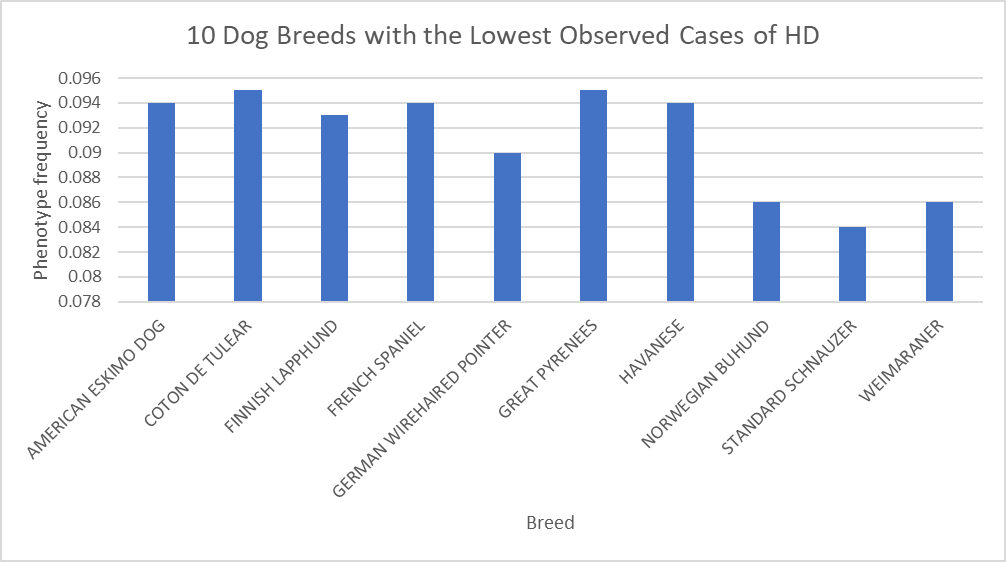 10 Dog Breeds with the Lowest Observed Cases of HD
Phenotype frequency
0.096
0.094
0.092
0.09
0.088
0.086
0.084
0.082
0.08
0.078
AMERICAN ESKIMO DOG
COTON DE TULEAR
FINNISH LAPPHUND
FRENCH SPANIEL
GERMAN WIREHAIRED POINTER
GREAT PYRENEES
HAVANESE
NORWEGIAN BUHUND
STANDARD SCHNAUZER
WEIMARANER
Breed